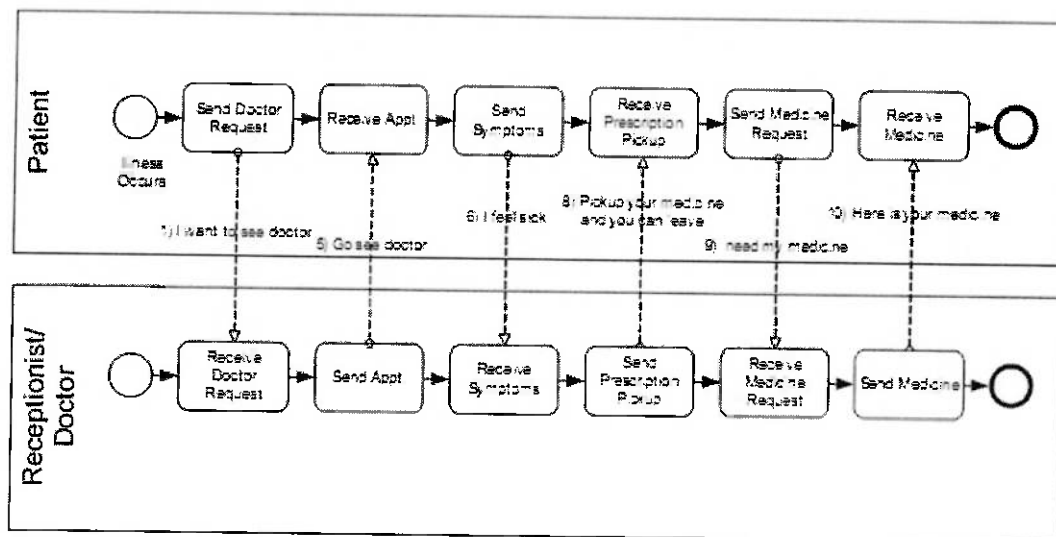 Patient
Send Doctor
Request
Receive Appt
Send
Symptoms
Receive
Prescription
Pickup
Send Medicine
Request
Receive
Medicine
Illness
Occurs
1) I want to see doctor
5) Go see doctor
6) I feel sick
8) Pickup your medicine
and you can leave
9) need my medicine
10) Here is your medicine
Receptionist/
Doctor
Receive
Doctor
Request
Send Appt
Receive
Symptoms
Send
Prescription
Pickup
Receive
Medicine
Request
Send Medicine